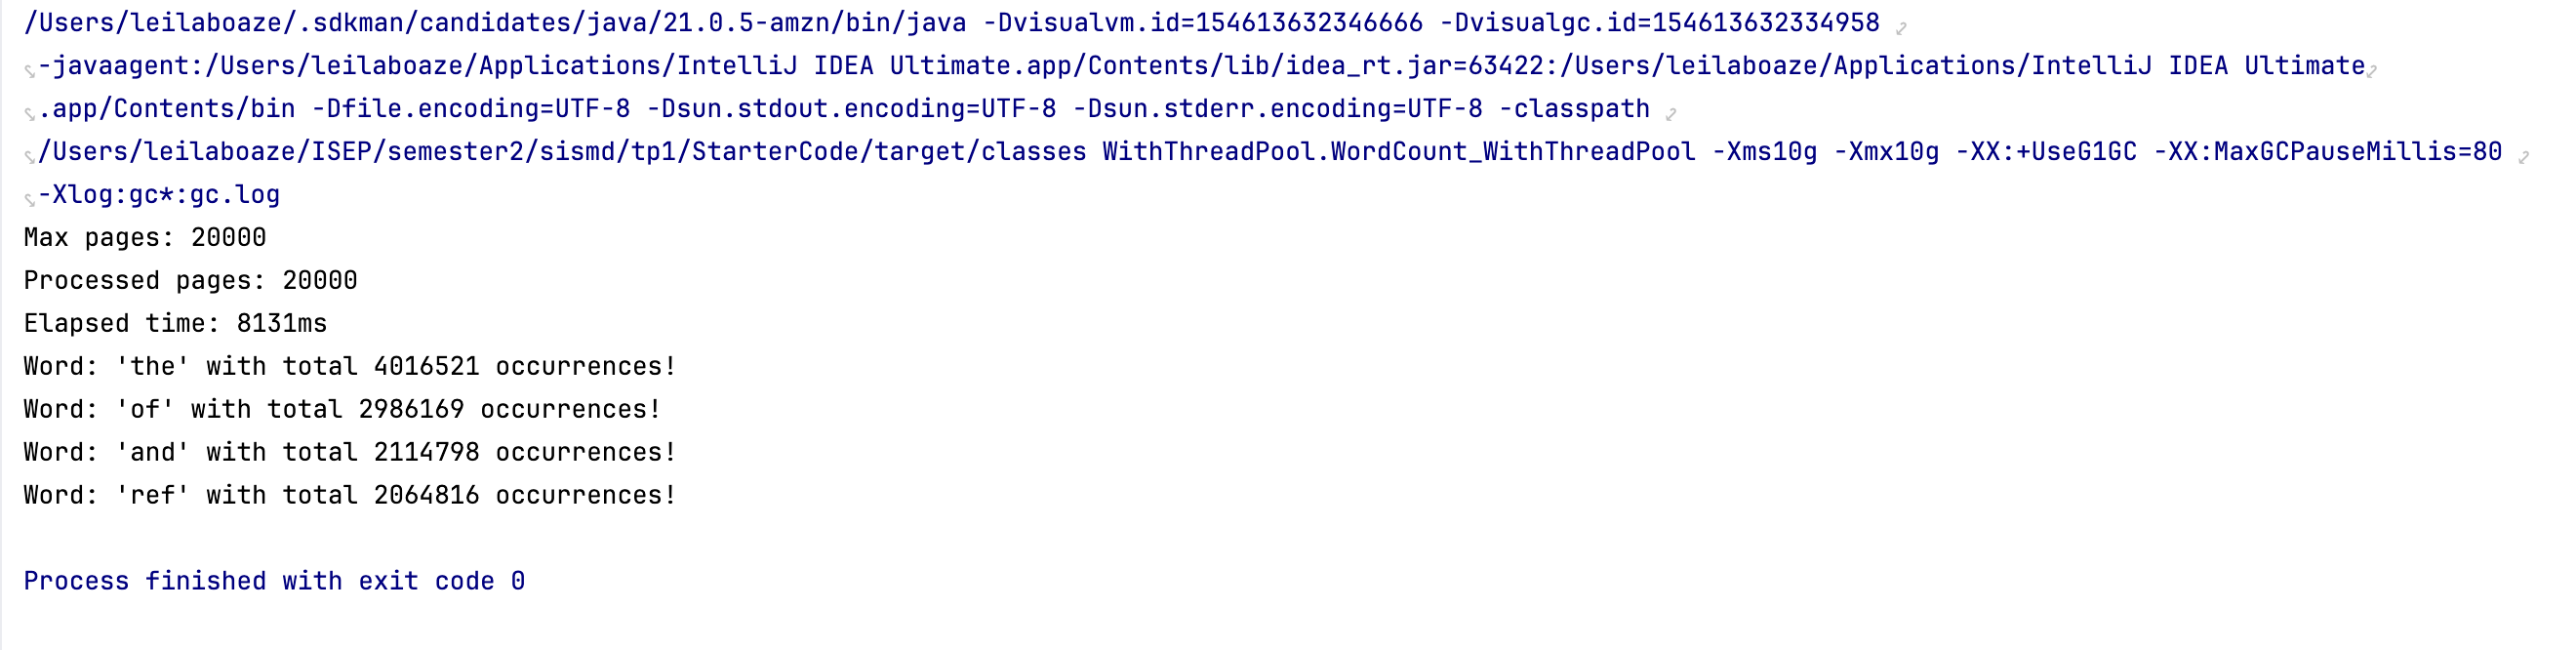 /Users/leilaboaze/.sdkman/candidates/java/21.0.5-amzn/bin/java -Dvisualvm.id=154613632346666 -Dvisualgc.id=154613632334958
-javaagent:/Users/leilaboaze/Applications/IntelliJ IDEA Ultimate.app/Contents/lib/idea_rt.jar=63422:/Users/leilaboaze/Applications/IntelliJ IDEA Ultimate
.app/Contents/bin -Dfile.encoding=UTF-8 -Dsun.stdout.encoding=UTF-8 -Dsun.stderr.encoding=UTF-8 -classpath
/Users/leilaboaze/ISEP/semester2/sismd/tp1/StarterCode/target/classes WithThreadPool.WordCount_WithThreadPool -Xms10g -Xmx10g -XX:+UseG1GC -XX:MaxGCPauseMillis=80
-Xlog:gc*:gc.log
Max pages: 20000
Processed pages: 20000
Elapsed time: 8131ms
Word: 'the' with total 4016521 occurrences!
Word: 'of' with total 2986169 occurrences!
Word: 'and' with total 2114798 occurrences!
Word: 'ref' with total 2064816 occurrences!
Process finished with exit code 0